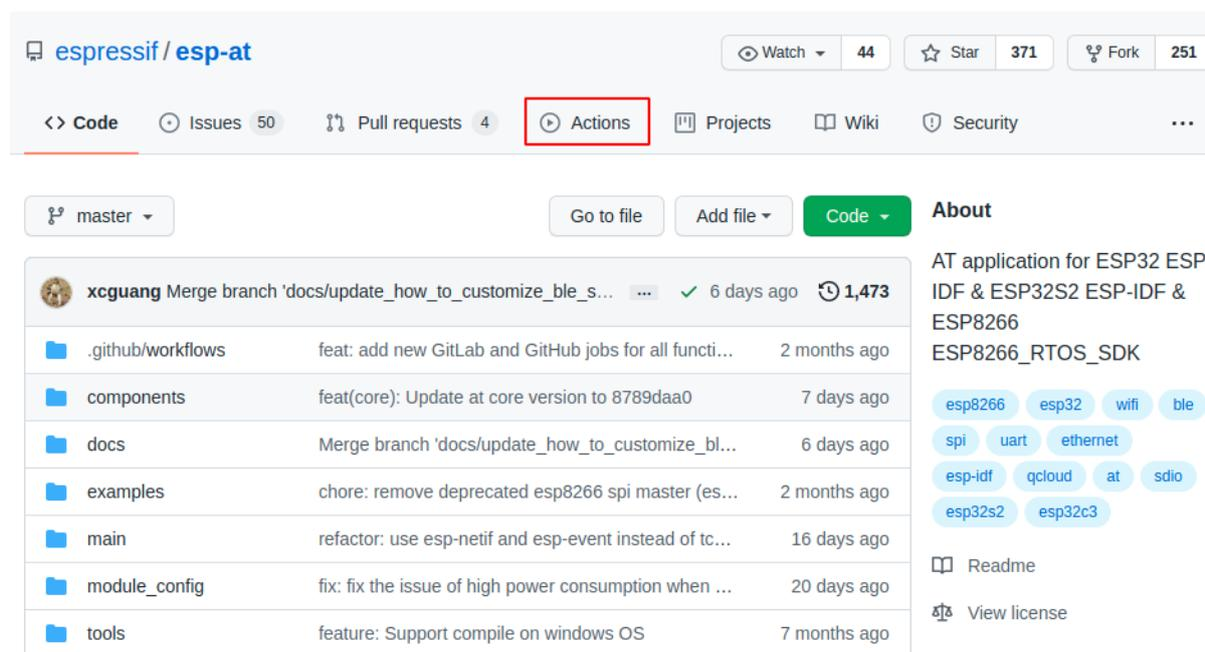 espressif / esp-at
Watch 44 Star 371 Fork 251
Code Issues 50 Pull requests 4 Actions Projects Wiki Security ...
master Go to file Add file Code
About
AT application for ESP32 ESP
IDF & ESP32S2 ESP-IDF &
ESP8266
ESP8266_RTOS_SDK
xcguang Merge branch 'docs/update_how_to_customize_ble_s... ... 6 days ago 1,473
.github/workflows feat: add new GitLab and GitHub jobs for all functi... 2 months ago
components feat(core): Update at core version to 8789daa0 7 days ago
docs Merge branch 'docs/update_how_to_customize_bl... 6 days ago
examples chore: remove deprecated esp8266 spi master (es... 2 months ago
main refactor: use esp-netif and esp-event instead of tc... 16 days ago
module_config fix: fix the issue of high power consumption when ... 20 days ago
tools feature: Support compile on windows OS 7 months ago
esp8266 esp32 wifi ble
spi uart ethernet
esp-idf qcloud at sdio
esp32s2 esp32c3
Readme
View license